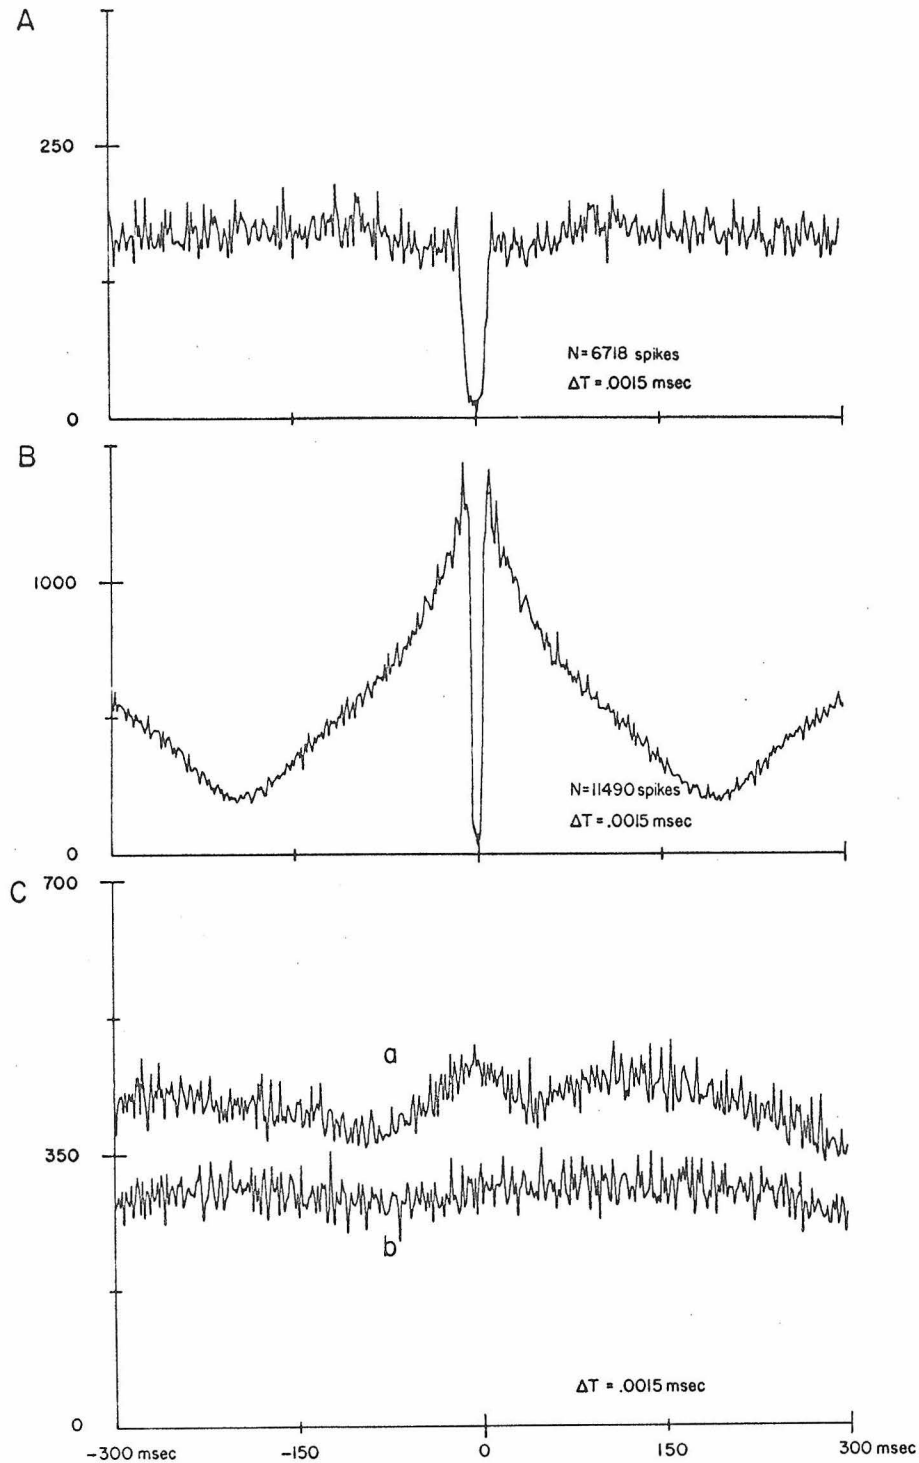 A
250
N=6718 spikes
ΔT = .0015 msec
0
B
1000
N=11490 spikes
ΔT = .0015 msec
0
C
700
a
350
b
ΔT = .0015 msec
0
-300 msec -150 0 150 300 msec